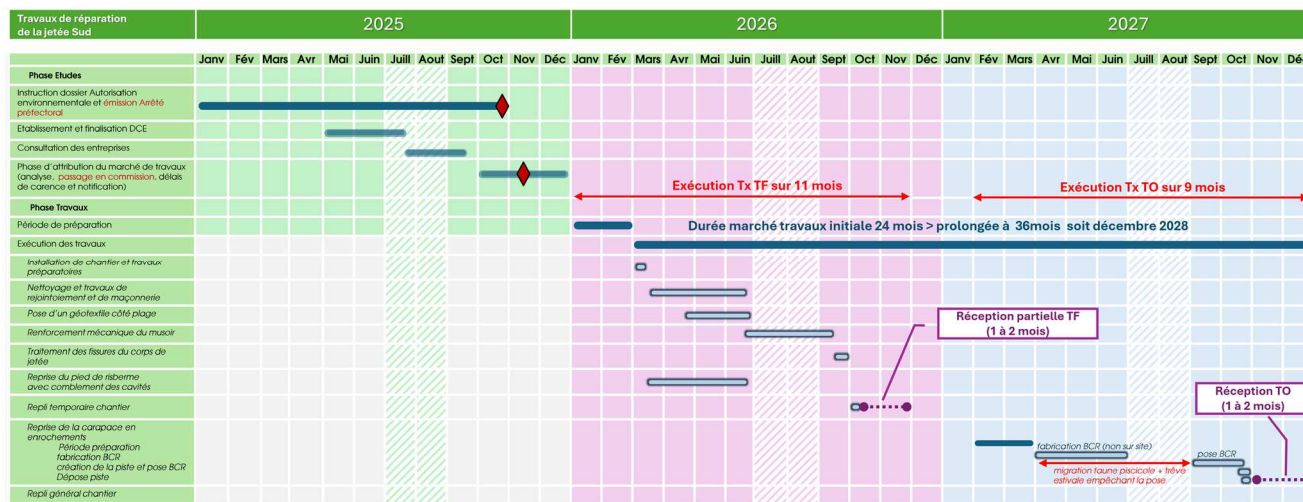 Travaux de réparation
de la jetée Sud
2025
2026
2027
Janv Fév Mars Avr Mai Juin Juill Aout Sept Oct Nov Déc Janv Fév Mars Avr Mai Juin Juill Aout Sept Oct Nov Déc Janv Fév Mars Avr Mai Juin Juill Aout Sept Oct Nov Déc
Phase Etudes
Instruction dossier Autorisation
environnementale et émission Arrêté
préfectoral
Etablissement et finalisation DCE
Consultation des entreprises
Phase d'attribution du marché de travaux
(analyse, passage en commission, délais
de carence et notification)
Exécution Tx TF sur 11 mois
Exécution Tx TO sur 9 mois
Phase Travaux
Période de préparation
Durée marché travaux initiale 24 mois > prolongée à 36mois soit décembre 2028
Exécution des travaux
Installation de chantier et travaux
préparatoires
Nettoyage et travaux de
rejointoiement et de maçonnerie
Pose d'un géotextile côté plage
Renforcement mécanique du musoir
Réception partielle TF
(1 à 2 mois)
Traitement des fissures du corps de
jetée
Reprise du pied de risberme
avec comblement des cavités
Repli temporaire chantier
Réception TO
(1 à 2 mois)
Reprise de la carapace en
enrochements
Période préparation
fabrication BCR
création de la piste et pose BCR
Dépose piste
fabrication BCR (non sur site)
pose BCR
migration faune piscicole + trêve
estivale empêchant la pose
Repli général chantier